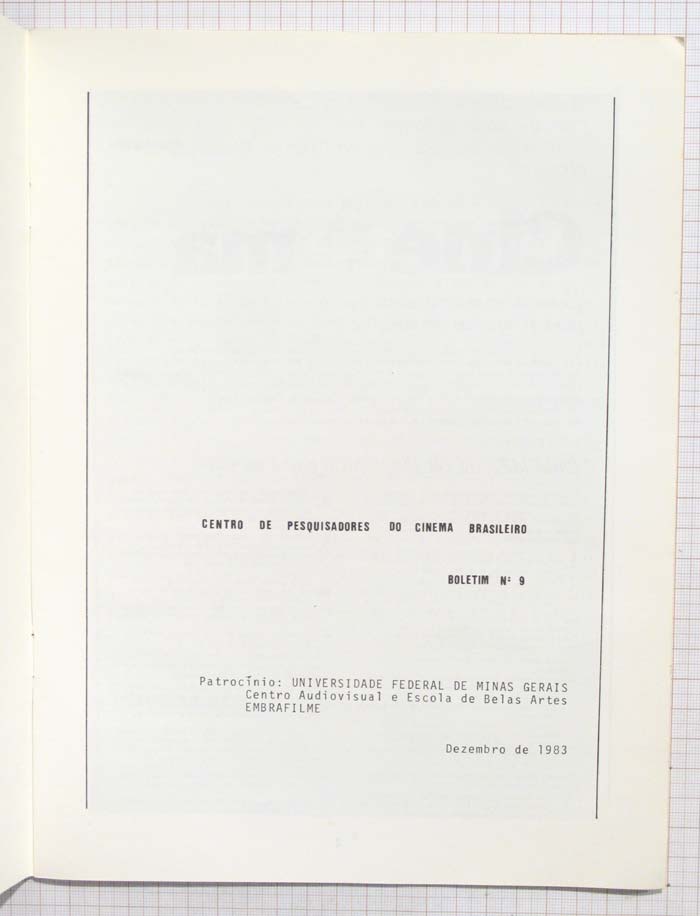 CENTRO DE PESQUISADORES DO CINEMA BRASILEIRO
BOLETIM Nº 9
Patrocínio: UNIVERSIDADE FEDERAL DE MINAS GERAIS
Centro Audiovisual e Escola de Belas Artes
EMBRAFILME
Dezembro de 1983